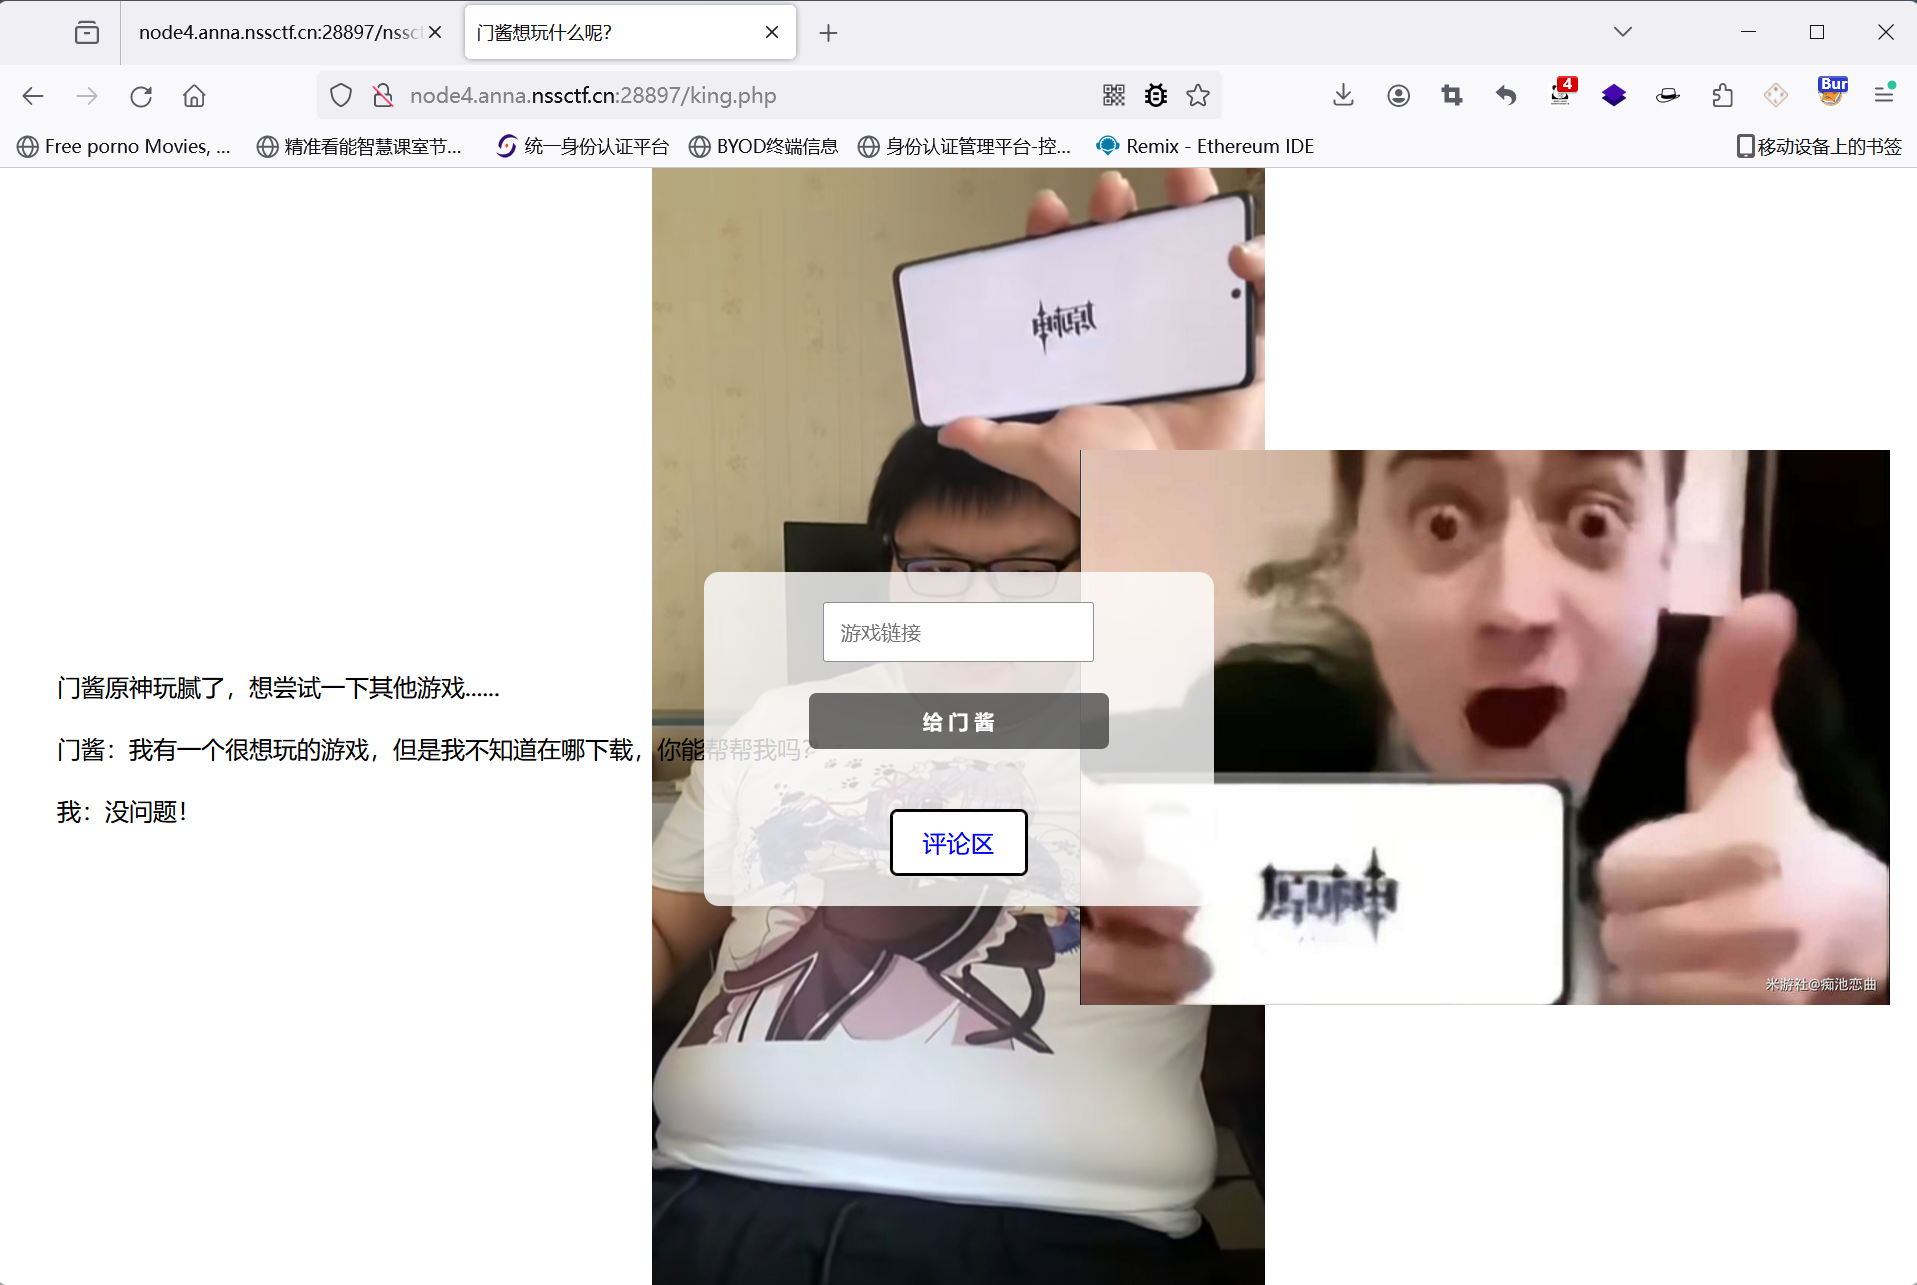 node4.anna.nssctf.cn:28897/nssct
门酱想玩什么呢？
node4.anna.nssctf.cn:28897/king.php
4
Bur
Free porno Movies, ...
精准看能智慧课室节...
统一身份认证平台
BYOD终端信息
身份认证管理平台-控...
Remix - Ethereum IDE
移动设备上的书签
原神
游戏链接
门酱原神玩腻了，想尝试一下其他游戏......
给门酱
门酱：我有一个很想玩的游戏，但是我不知道在哪下载，你能帮帮我吗？
我：没问题！
评论区
原神
米游社@痴池恋曲